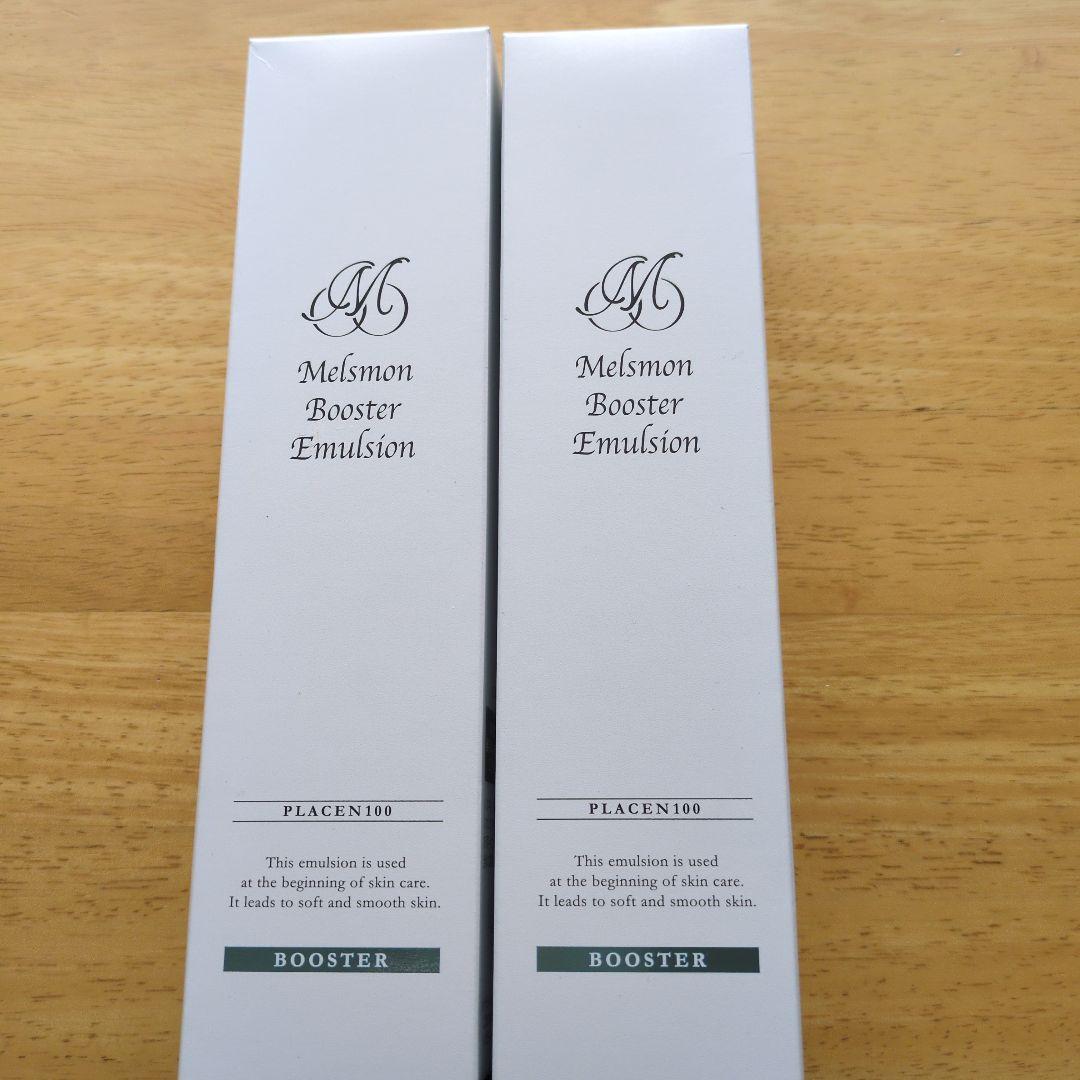 M
Melsmon
Booster
Emulsion
PLACEN100
This emulsion is used
at the beginning of skin care.
It leads to soft and smooth skin.
BOOSTER
M
Melsmon
Booster
Emulsion
PLACEN100
This emulsion is used
at the beginning of skin care.
It leads to soft and smooth skin.
BOOSTER